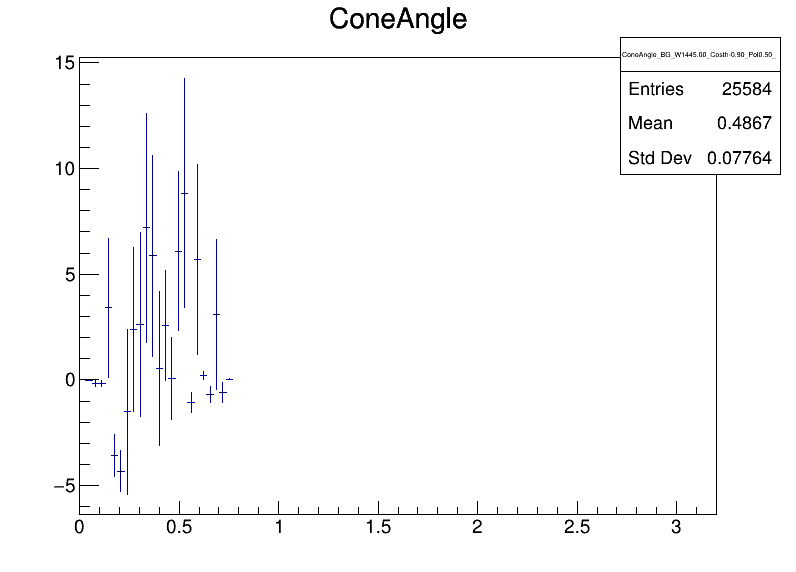 ConeAngle
ConeAngle_BG_W1445.00_Costh-0.90_Pol0.50_
Entries 25584
Mean 0.4867
Std Dev 0.07764
15
10
5
0
−5
0 0.5 1 1.5 2 2.5 3